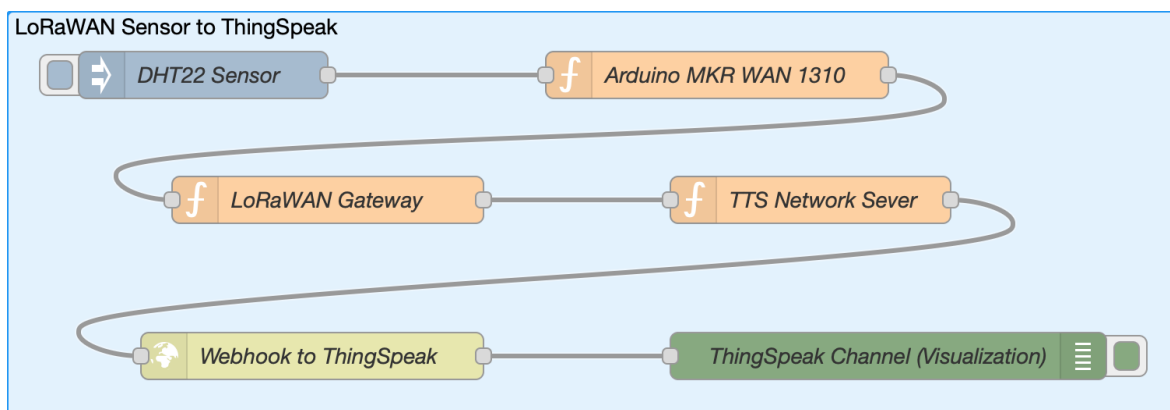 LoRaWAN Sensor to ThingSpeak
DHT22 Sensor
Arduino MKR WAN 1310
LoRaWAN Gateway
TTS Network Sever
Webhook to ThingSpeak
ThingSpeak Channel (Visualization)